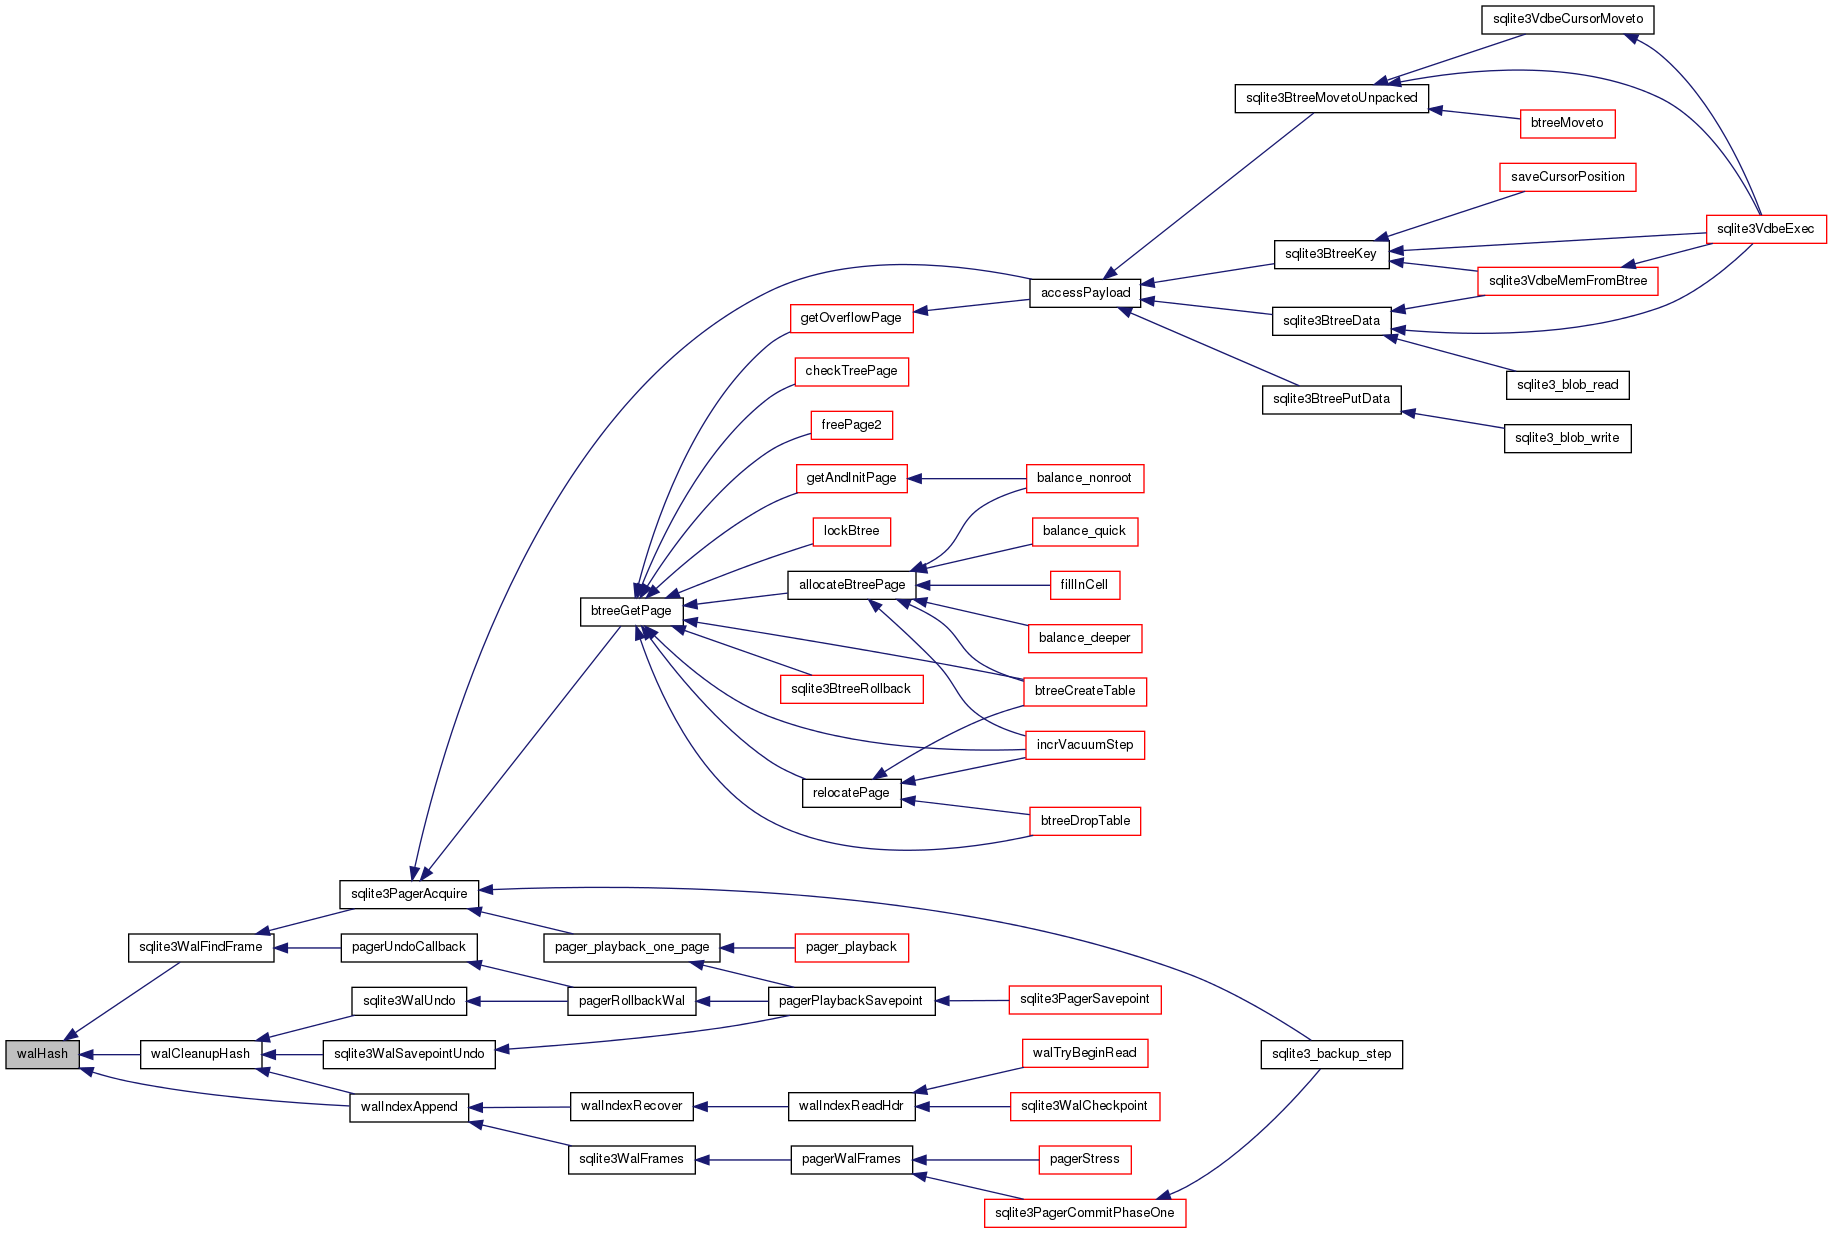 sqlite3VdbeCursorMoveto
sqlite3BtreeMovetoUnpacked
btreeMoveto
saveCursorPosition
sqlite3VdbeExec
sqlite3BtreeKey
sqlite3VdbeMemFromBtree
accessPayload
getOverflowPage
sqlite3BtreeData
checkTreePage
sqlite3_blob_read
sqlite3BtreePutData
freePage2
sqlite3_blob_write
getAndInitPage
balance_nonroot
lockBtree
balance_quick
allocateBtreePage
fillInCell
btreeGetPage
balance_deeper
sqlite3BtreeRollback
btreeCreateTable
incrVacuumStep
relocatePage
btreeDropTable
sqlite3PagerAcquire
sqlite3WalFindFrame
pagerUndoCallback
pager_playback_one_page
pager_playback
sqlite3WalUndo
pagerRollbackWal
pagerPlaybackSavepoint
sqlite3PagerSavepoint
walHash
walCleanupHash
sqlite3WalSavepointUndo
walTryBeginRead
sqlite3_backup_step
walIndexAppend
walIndexRecover
walIndexReadHdr
sqlite3WalCheckpoint
sqlite3WalFrames
pagerWalFrames
pagerStress
sqlite3PagerCommitPhaseOne